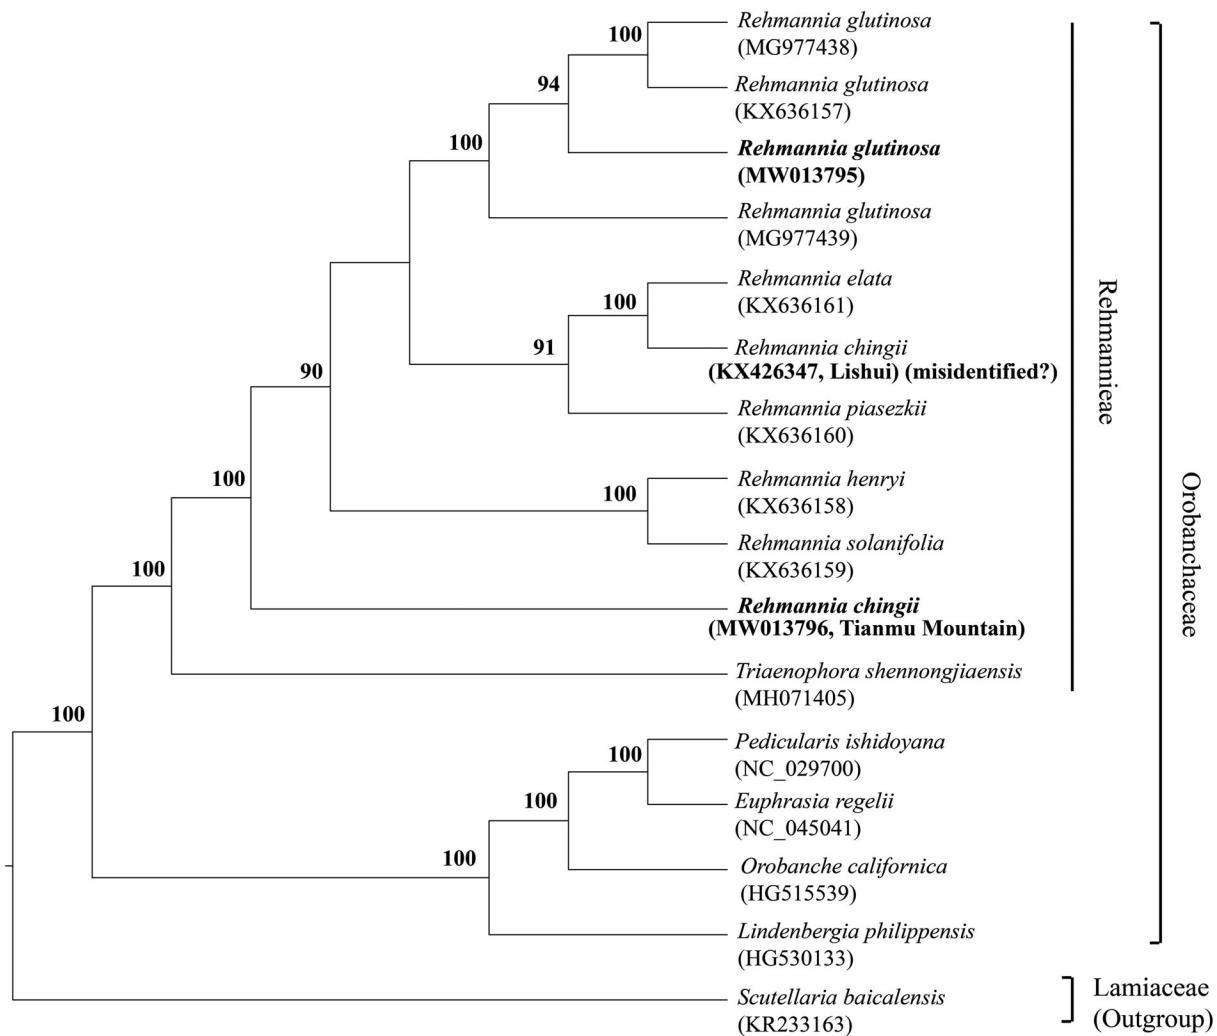 Rehmannia glutinosa
(MG977438)
100
Rehmannia glutinosa
(KX636157)
94
Rehmannia glutinosa
(MW013795)
100
Rehmannia glutinosa
(MG977439)
Rehmannia elata
(KX636161)
100
Rehmannia chingii
(KX426347, Lishui) (misidentified?)
91
Rehmannia piasezkii
(KX636160)
90
Rehmannia henryi
(KX636158)
100
Rehmannia solanifolia
(KX636159)
100
Rehmannia chingii
(MW013796, Tianmu Mountain)
100
Triaenophora shennongjiaensis
(MH071405)
100
Pedicularis ishidoyana
(NC_029700)
100
Euphrasia regelii
(NC_045041)
100
Orobanche californica
(HG515539)
100
Lindenbergia philippensis
(HG530133)
Scutellaria baicalensis
(KR233163)
Rehmannieae
Orobanchaceae
Lamiaceae
(Outgroup)